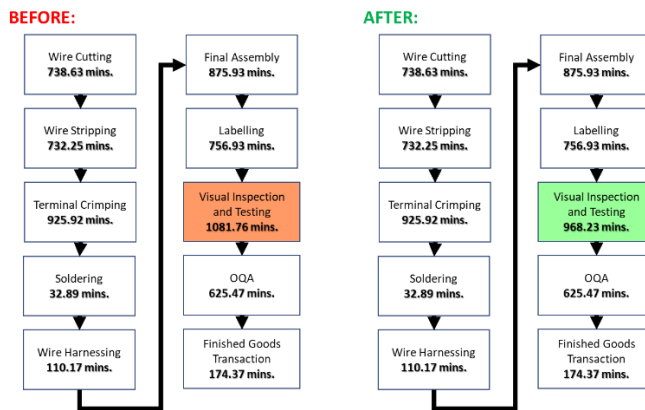 BEFORE:
Wire Cutting
738.63 mins.
Wire Stripping
732.25 mins.
Terminal Crimping
925.92 mins.
Soldering
32.89 mins.
Wire Harnessing
110.17 mins.
Final Assembly
875.93 mins.
Labelling
756.93 mins.
Visual Inspection
and Testing
1081.76 mins.
OQA
625.47 mins.
Finished Goods
Transaction
174.37 mins.
AFTER:
Wire Cutting
738.63 mins.
Wire Stripping
732.25 mins.
Terminal Crimping
925.92 mins.
Soldering
32.89 mins.
Wire Harnessing
110.17 mins.
Final Assembly
875.93 mins.
Labelling
756.93 mins.
Visual Inspection
and Testing
968.23 mins.
OQA
625.47 mins.
Finished Goods
Transaction
174.37 mins.